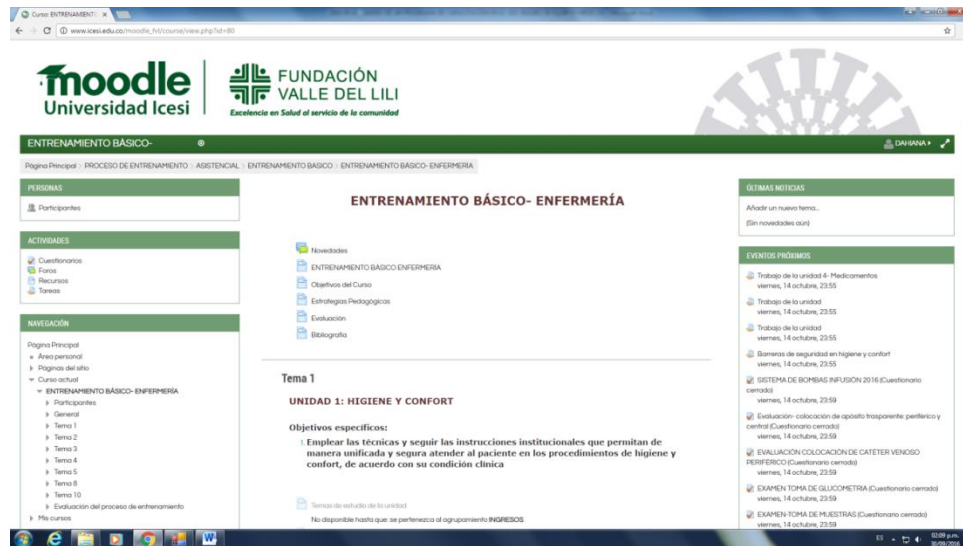 Curso: ENTRENAMIENT
www.icesi.edu.co/moodle_fvl/course/view.php?id=80
moodle
Universidad Icesi
FUNDACIÓN
VALLE DEL LILI
Excelencia en Salud al servicio de la comunidad
ENTRENAMIENTO BÁSICO-
DAHIANA
Página Principal
PROCESO DE ENTRENAMIENTO
ASISTENCIAL
ENTRENAMIENTO BASICO
ENTRENAMIENTO BÁSICO- ENFERMERÍA
PERSONAS
Participantes
ACTIVIDADES
Cuestionarios
Foros
Recursos
Tareas
NAVEGACIÓN
Página Principal
Área personal
Páginas del sitio
Curso actual
ENTRENAMIENTO BÁSICO- ENFERMERÍA
Participantes
General
Tema 1
Tema 2
Tema 3
Tema 4
Tema 5
Tema 8
Tema 10
Evaluación del proceso de entrenamiento
Mis cursos
ENTRENAMIENTO BÁSICO- ENFERMERÍA
Novedades
ENTRENAMIENTO BÁSICO ENFERMERIA
Objetivos del Curso
Estrategias Pedagógicas
Evaluación
Bibliografía
Tema 1
UNIDAD 1: HIGIENE Y CONFORT
Objetivos específicos:
1. Emplear las técnicas y seguir las instrucciones institucionales que permitan de
manera unificada y segura atender al paciente en los procedimientos de higiene y
confort, de acuerdo con su condición clínica
Temas de estudio de la unidad
No disponible hasta que: se pertenezca al agrupamiento INGRESOS
ÚLTIMAS NOTICIAS
Añadir un nuevo tema...
(Sin novedades aún)
EVENTOS PRÓXIMOS
Trabajo de la unidad 4- Medicamentos
viernes, 14 octubre, 23:55
Trabajo de la unidad
viernes, 14 octubre, 23:55
Trabajo de la unidad
viernes, 14 octubre, 23:55
Barreras de seguridad en higiene y confort
viernes, 14 octubre, 23:55
SISTEMA DE BOMBAS INFUSIÓN 2016 (Cuestionario
cerrado)
viernes, 14 octubre, 23:59
Evaluación- colocación de apósito trasparente: periférico y
central (Cuestionario cerrado)
viernes, 14 octubre, 23:59
EVALUACIÓN COLOCACIÓN DE CATÉTER VENOSO
PERIFÉRICO (Cuestionario cerrado)
viernes, 14 octubre, 23:59
EXAMEN TOMA DE GLUCOMETRIA (Cuestionario cerrado)
viernes, 14 octubre, 23:59
EXAMEN-TOMA DE MUESTRAS (Cuestionario cerrado)
viernes, 14 octubre, 23:59
ES
02:09 p.m.
30/09/2016